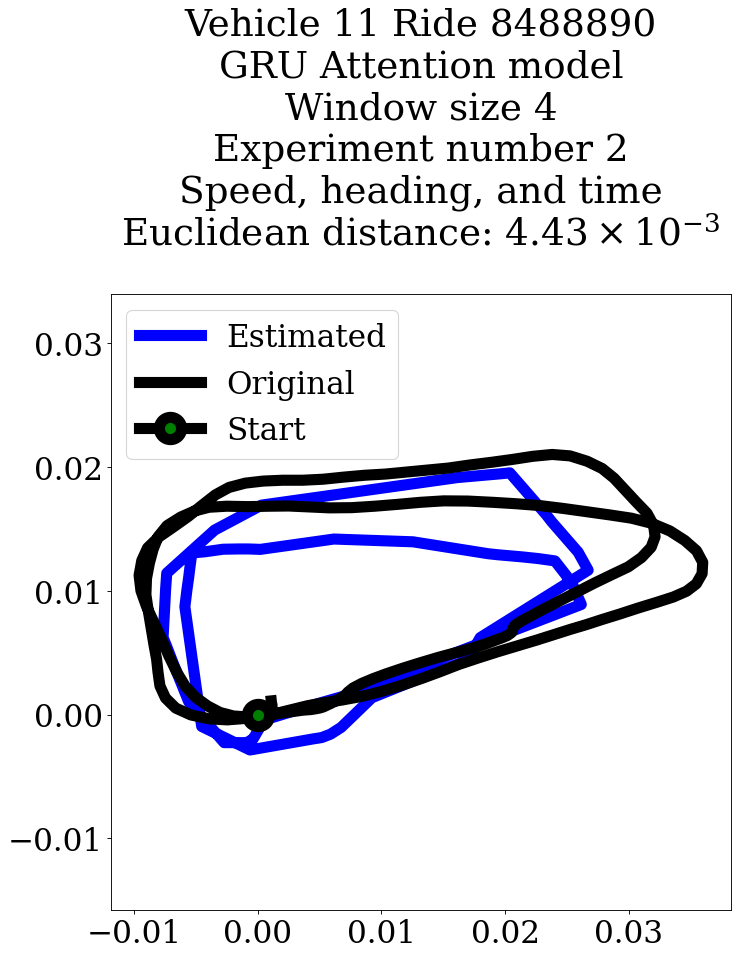 Vehicle 11 Ride 8488890
GRU Attention model
Window size 4
Experiment number 2
Speed, heading, and time
Euclidean distance: 4.43 × 10⁻³
Estimated
Original
Start
0.03
0.02
0.01
0.00
−0.01
−0.01 0.00 0.01 0.02 0.03